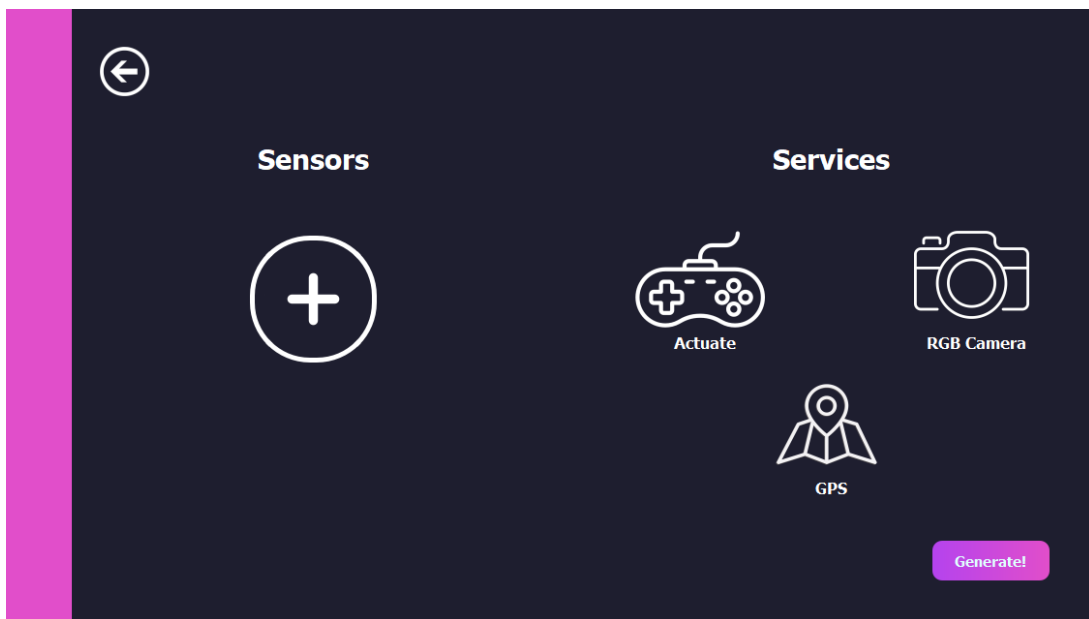 Sensors
Services
Actuate
RGB Camera
GPS
Generate!